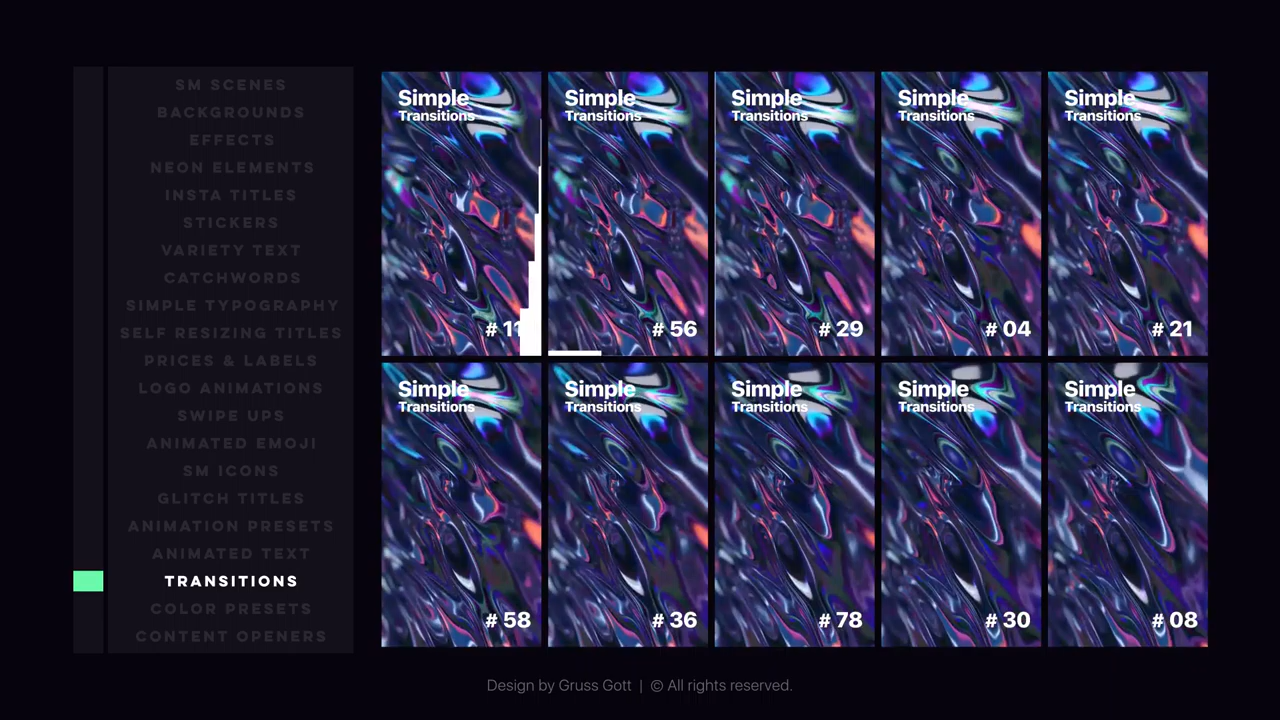 SM SCENES
BACKGROUNDS
EFFECTS
NEON ELEMENTS
INSTA TITLES
STICKERS
VARIETY TEXT
CATCHWORDS
SIMPLE TYPOGRAPHY
SELF RESIZING TITLES
PRICES & LABELS
LOGO ANIMATIONS
SWIPE UPS
ANIMATED EMOJI
SM ICONS
GLITCH TITLES
ANIMATION PRESETS
ANIMATED TEXT
TRANSITIONS
COLOR PRESETS
CONTENT OPENERS
Simple
Transitions
# 11
Simple
Transitions
# 56
Simple
Transitions
# 29
Simple
Transitions
# 04
Simple
Transitions
# 21
Simple
Transitions
# 58
Simple
Transitions
# 36
Simple
Transitions
# 78
Simple
Transitions
# 30
Simple
Transitions
# 08
Design by Gruss Gott | © All rights reserved.